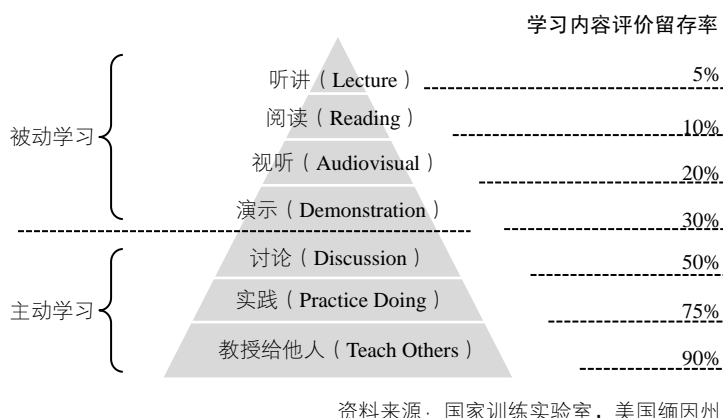 学习内容评价留存率
听讲（Lecture） 5%
阅读（Reading） 10%
视听（Audiovisual） 20%
被动学习
演示（Demonstration） 30%
讨论（Discussion） 50%
实践（Practice Doing） 75%
主动学习
教授给他人（Teach Others） 90%
资料来源：国家训练实验室，美国缅因州